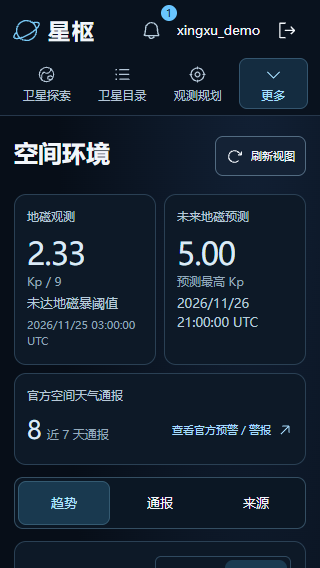 星枢
1
xingxu_demo
卫星探索
卫星目录
观测规划
更多
空间环境
刷新视图
地磁观测
2.33
Kp / 9
未达地磁暴阈值
2026/11/25 03:00:00
UTC
未来地磁预测
5.00
预测最高 Kp
2026/11/26
21:00:00 UTC
官方空间天气通报
8 近 7 天通报
查看官方预警 / 警报
趋势
通报
来源